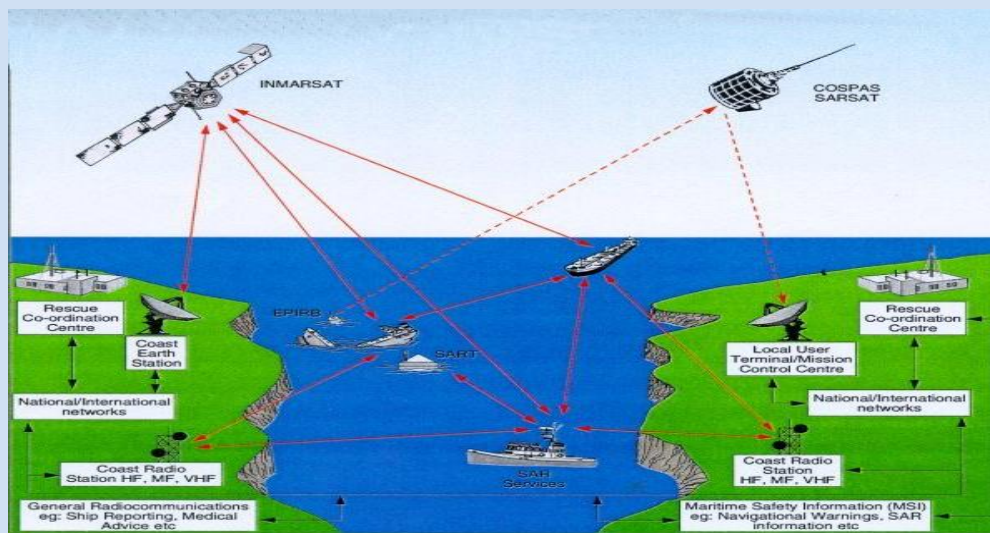 INMARSAT
COSPAS
SARSAT
EPIRB
SART
Rescue
Co-ordination
Centre
Coast
Earth
Station
National/International
networks
Coast Radio
Station HF, MF, VHF
General Radiocommunications
eg: Ship Reporting, Medical
Advice etc
SAR
Services
Rescue
Co-ordination
Centre
Local User
Terminal/Mission
Control Centre
National/International
networks
Coast Radio
Station
HF, MF, VHF
Maritime Safety Information (MSI)
eg: Navigational Warnings, SAR
information etc